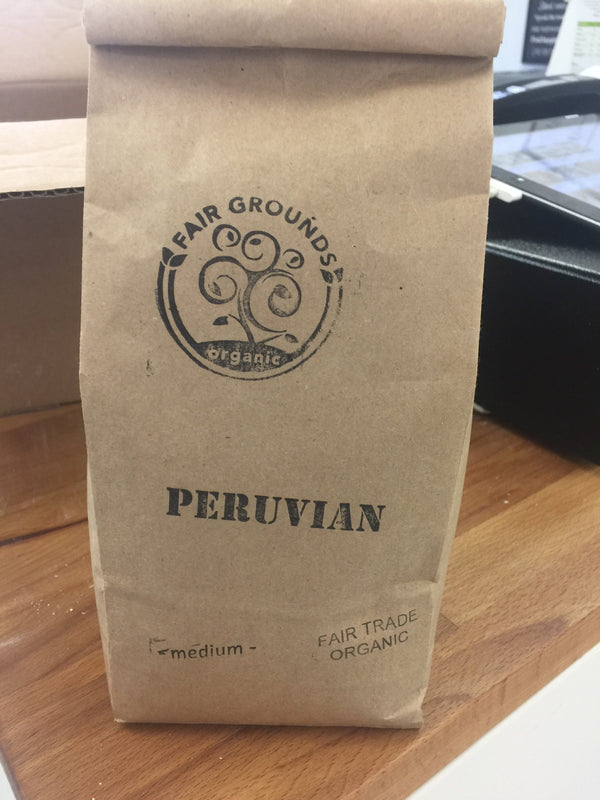 FAIR GROUNDS
organic
PERUVIAN
medium -
FAIR TRADE
ORGANIC